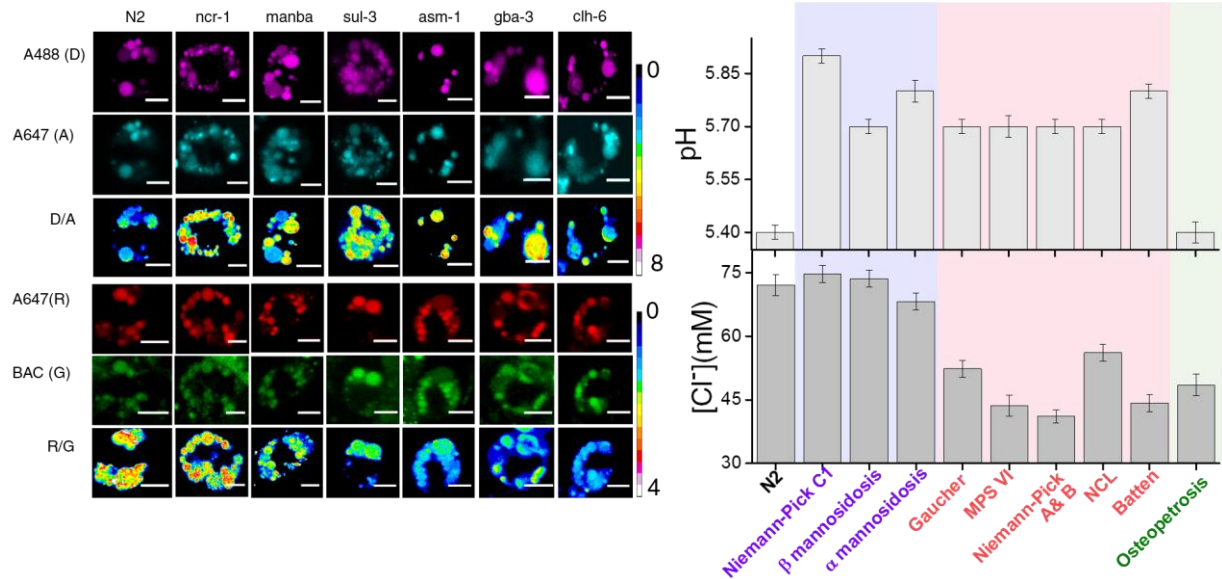 N2 ncr-1 manba sul-3 asm-1 gba-3 clh-6
A488 (D)
A647 (A)
D/A
0
8
A647(R)
BAC (G)
R/G
0
4
pH
5.85
5.70
5.55
5.40
[Cl⁻](mM)
75
60
45
30
N2
Niemann-Pick C1
β mannosidosis
α mannosidosis
Gaucher
MPS VI
Niemann-Pick
A& B
NCL
Batten
Osteopetrosis